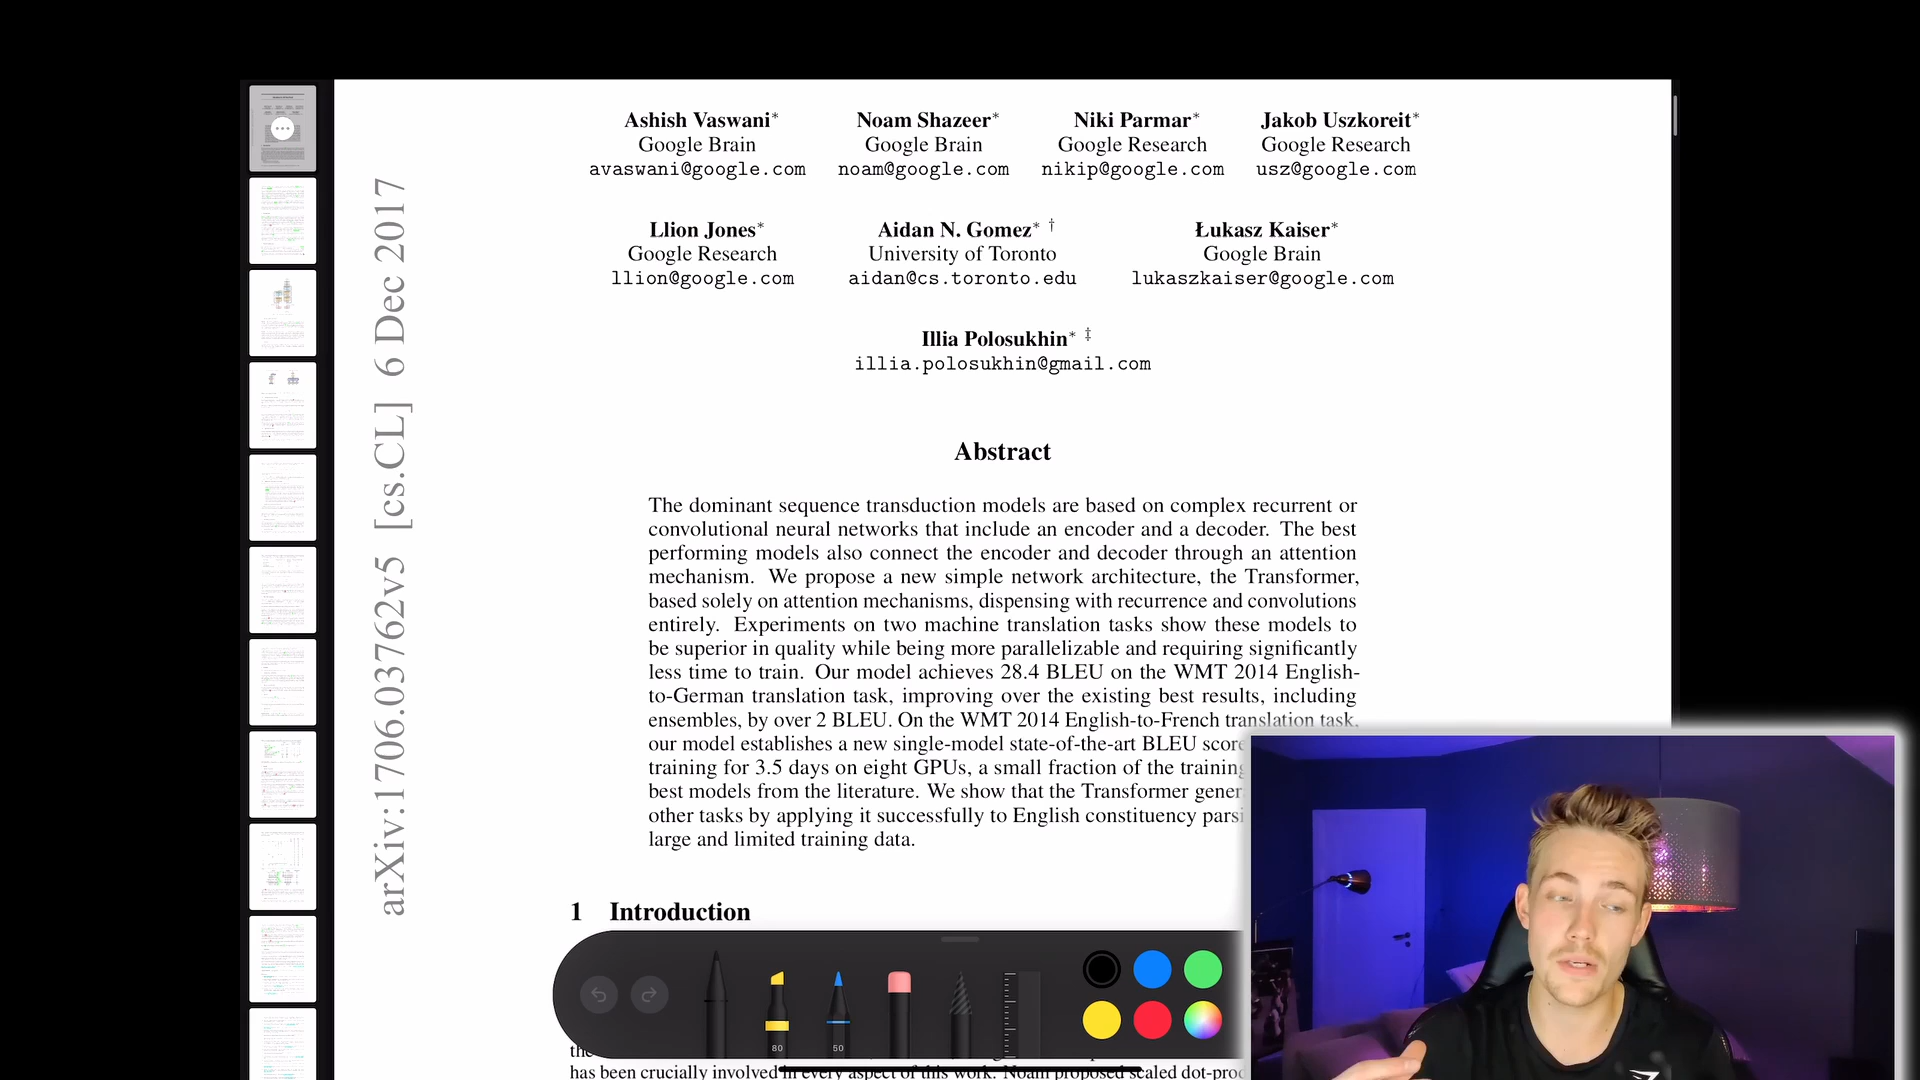 Ashish Vaswani* Noam Shazeer* Niki Parmar* Jakob Uszkoreit*
Google Brain Google Brain Google Research Google Research
avaswani@google.com noam@google.com nikip@google.com usz@google.com
Llion Jones* Aidan N. Gomez* † Łukasz Kaiser*
Google Research University of Toronto Google Brain
llion@google.com aidan@cs.toronto.edu lukaszkaiser@google.com
Illia Polosukhin* ‡
illia.polosukhin@gmail.com
arXiv:1706.03762v5 [cs.CL] 6 Dec 2017
Abstract
The dominant sequence transduction models are based on complex recurrent or
convolutional neural networks that include an encoder and a decoder. The best
performing models also connect the encoder and decoder through an attention
mechanism. We propose a new simple network architecture, the Transformer,
based solely on attention mechanisms, dispensing with recurrence and convolutions
entirely. Experiments on two machine translation tasks show these models to
be superior in quality while being more parallelizable and requiring significantly
less time to train. Our model achieves 28.4 BLEU on the WMT 2014 English-
to-German translation task, improving over the existing best results, including
ensembles, by over 2 BLEU. On the WMT 2014 English-to-French translation task,
our model establishes a new single-model state-of-the-art BLEU score
training for 3.5 days on eight GPUs, a small fraction of the training
best models from the literature. We show that the Transformer gener
other tasks by applying it successfully to English constituency parsi
large and limited training data.
1 Introduction
80 50
the
has been crucially involved in every aspect of this work. Noam proposed scaled dot-prod